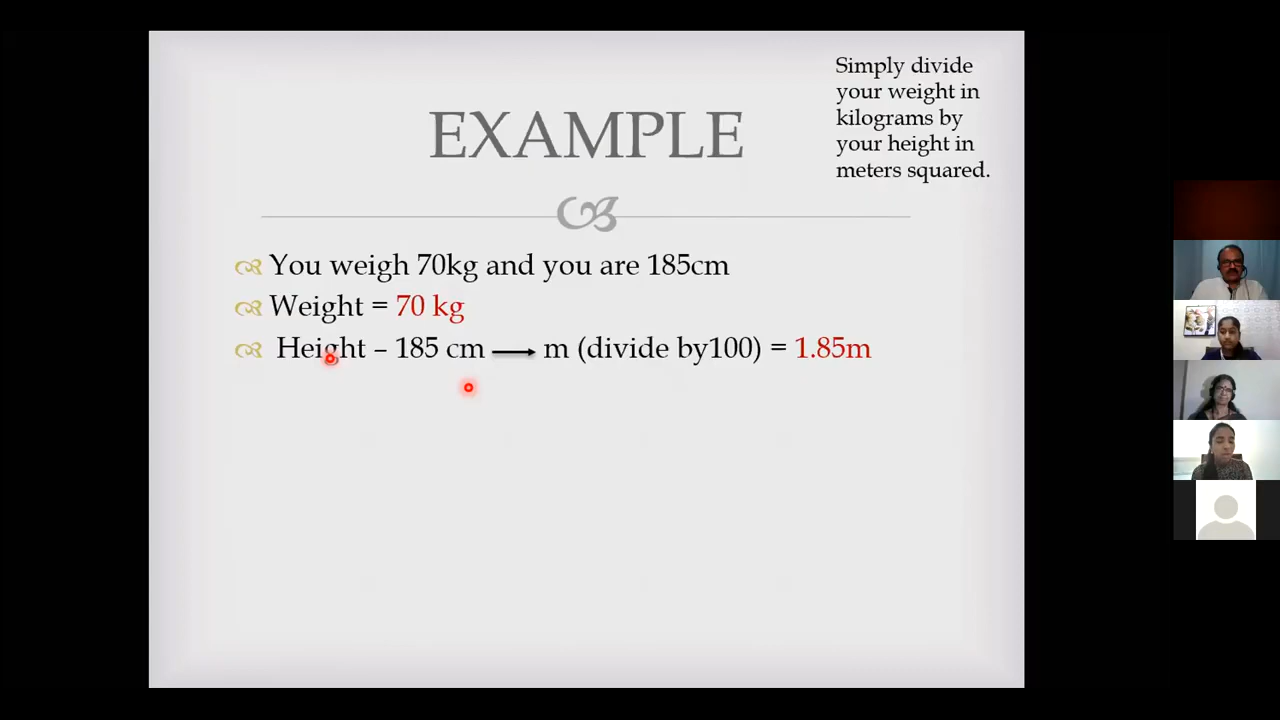 Simply divide
your weight in
kilograms by
your height in
meters squared.
EXAMPLE
You weigh 70kg and you are 185cm
Weight = 70 kg
Height – 185 cm → m (divide by100) = 1.85m